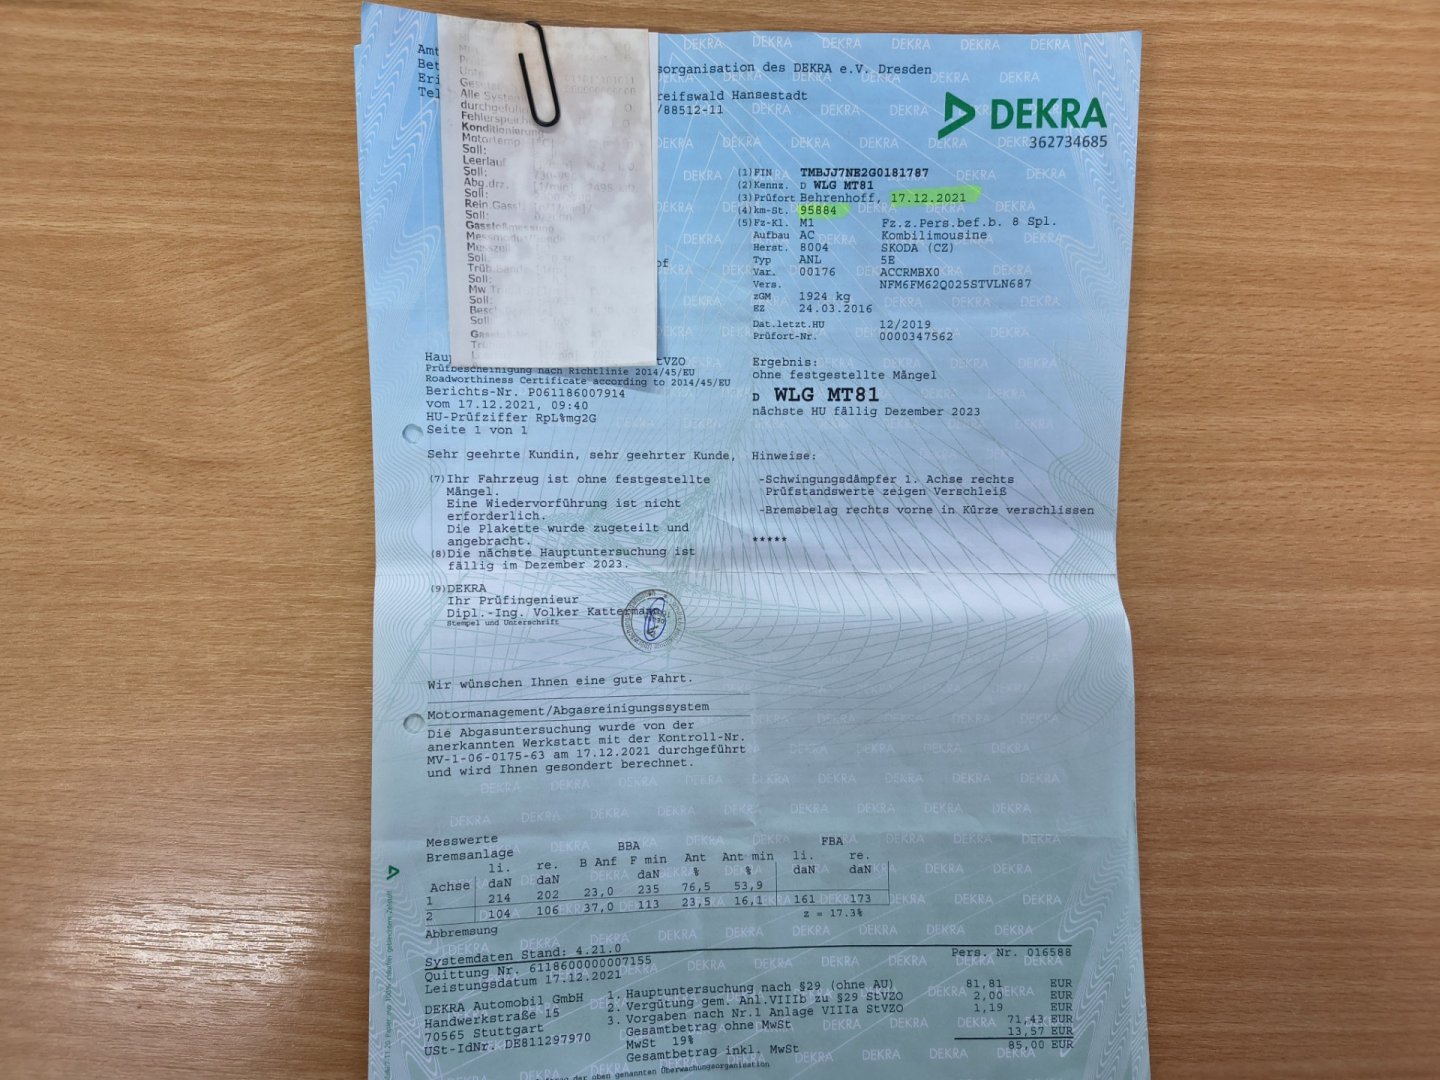 sorganisation des DEKRA e.V. Dresden
reifswald Hansestadt
/88512-11
DEKRA
362734685
Alle System
durchgeführ
Fehlerspeich
Konditionierung
Motortemp.
Soll:
Leerlauf
Soll:
Abg.drz. [1/min]
Soll:
Soll:
Gasstoßmessung
Soll:
Soll:
Mw
Soll:
Soll
(1) FIN TMBJJ7NE2G0181787
(2) Kennz. D WLG MT81
(3) Prüfort Behrenhoff, 17.12.2021
(4) km-St. 95884
(5) Fz-Kl. M1 Fz.z.Pers.bef.b. 8 Spl.
Aufbau AC Kombilimousine
Herst. 8004 SKODA (CZ)
Typ ANL 5E
Var. 00176 ACCRMBX0
Vers. NFM6FM62Q025STVLN687
zGM 1924 kg
EZ 24.03.2016
Dat.letzt.HU 12/2019
Prüfort-Nr. 0000347562
Ergebnis:
ohne festgestellte Mängel
D WLG MT81
nächste HU fällig Dezember 2023
Hau StVZO
Prüfbescheinigung nach Richtlinie 2014/45/EU
Roadworthiness Certificate according to 2014/45/EU
Berichts-Nr. P061186007914
vom 17.12.2021, 09:40
HU-Prüfziffer RpL%mg2G
Seite 1 von 1
Sehr geehrte Kundin, sehr geehrter Kunde,
(7) Ihr Fahrzeug ist ohne festgestellte
Mängel.
Eine Wiedervorführung ist nicht
erforderlich.
Die Plakette wurde zugeteilt und
angebracht.
(8) Die nächste Hauptuntersuchung ist
fällig im Dezember 2023.
(9) DEKRA
Ihr Prüfingenieur
Dipl.-Ing. Volker Kattermann
Stempel und Unterschrift
Hinweise:
-Schwingungsdämpfer 1. Achse rechts
Prüfstandswerte zeigen Verschleiß
-Bremsbelag rechts vorne in Kürze verschlissen
*****
Wir wünschen Ihnen eine gute Fahrt.
Motormanagement/Abgasreinigungssystem
Die Abgasuntersuchung wurde von der
anerkannten Werkstatt mit der Kontroll-Nr.
MV-1-06-0175-63 am 17.12.2021 durchgeführt
und wird Ihnen gesondert berechnet.
Messwerte
Bremsanlage BBA FBA
li. re. B Anf F min Ant Ant min li. re.
Achse daN daN daN % % daN daN
1 214 202 23,0 235 76,5 53,9
2 104 106 37,0 113 23,5 16,1 161 173
Abbremsung z = 17.3%
Systemdaten Stand: 4.21.0 Pers. Nr. 016588
Quittung Nr. 6118600000007155
Leistungsdatum 17.12.2021
DEKRA Automobil GmbH
Handwerkstraße 15
70565 Stuttgart
USt-IdNr. DE811297970
1. Hauptuntersuchung nach §29 (ohne AU) 81,81 EUR
2. Vergütung gem. Anl.VIIIb zu §29 StVZO 2,00 EUR
3. Vorgaben nach Nr.1 Anlage VIIIa StVZO 1,19 EUR
Gesamtbetrag ohne MwSt 71,43 EUR
MwSt 19% 13,57 EUR
Gesamtbetrag inkl. MwSt 85,00 EUR
der oben genannten Überwachungsorganisation